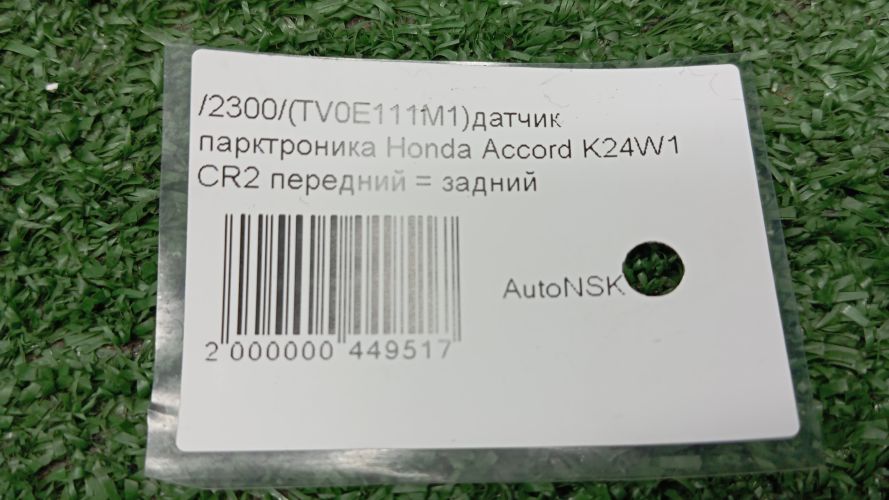 /2300/(TV0E111M1)датчик
парктроника Honda Accord K24W1
CR2 передний = задний
AutoNSK
2 000000 449517